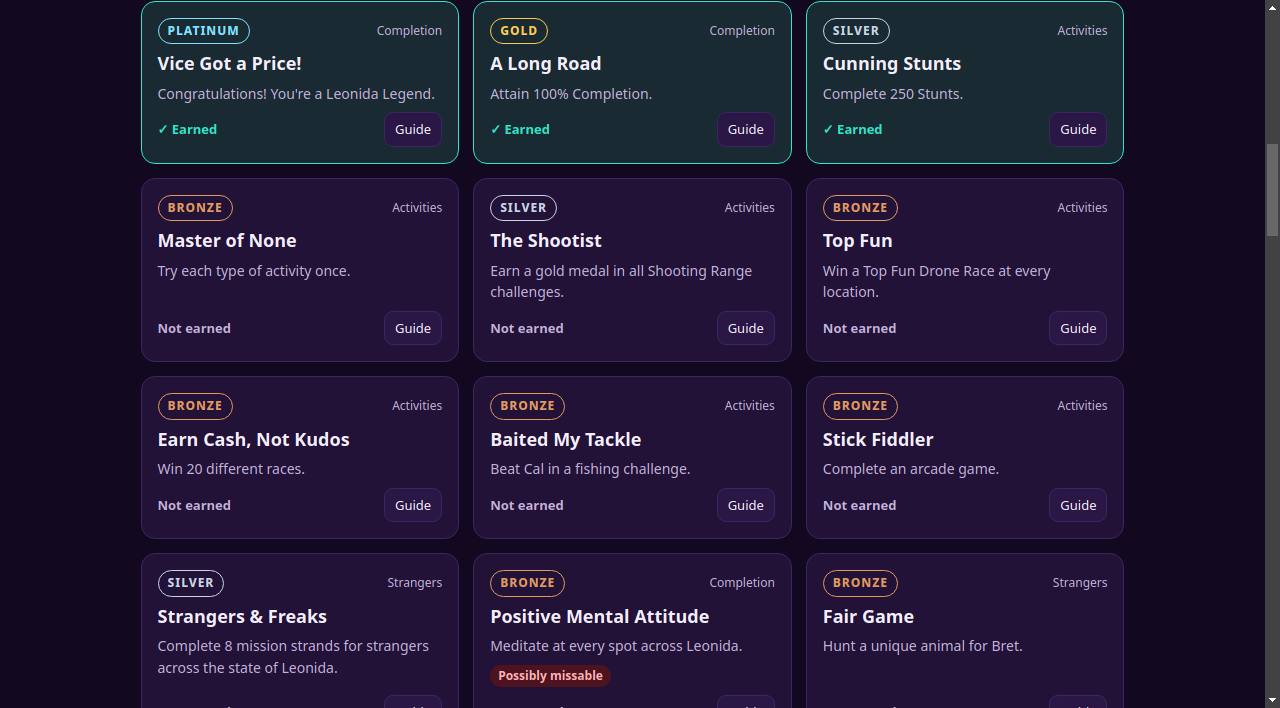 PLATINUM
Completion
Vice Got a Price!
Congratulations! You're a Leonida Legend.
✓ Earned
Guide
GOLD
Completion
A Long Road
Attain 100% Completion.
✓ Earned
Guide
SILVER
Activities
Cunning Stunts
Complete 250 Stunts.
✓ Earned
Guide
BRONZE
Activities
Master of None
Try each type of activity once.
Not earned
Guide
SILVER
Activities
The Shootist
Earn a gold medal in all Shooting Range
challenges.
Not earned
Guide
BRONZE
Activities
Top Fun
Win a Top Fun Drone Race at every
location.
Not earned
Guide
BRONZE
Activities
Earn Cash, Not Kudos
Win 20 different races.
Not earned
Guide
BRONZE
Activities
Baited My Tackle
Beat Cal in a fishing challenge.
Not earned
Guide
BRONZE
Activities
Stick Fiddler
Complete an arcade game.
Not earned
Guide
SILVER
Strangers
Strangers & Freaks
Complete 8 mission strands for strangers
across the state of Leonida.
BRONZE
Completion
Positive Mental Attitude
Meditate at every spot across Leonida.
Possibly missable
BRONZE
Strangers
Fair Game
Hunt a unique animal for Bret.